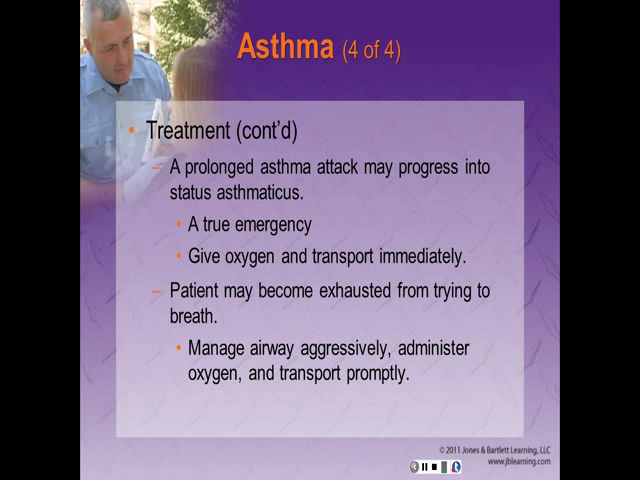 Asthma (4 of 4)
• Treatment (cont'd)
– A prolonged asthma attack may progress into
status asthmaticus.
• A true emergency
• Give oxygen and transport immediately.
– Patient may become exhausted from trying to
breath.
• Manage airway aggressively, administer
oxygen, and transport promptly.
© 2011 Jones & Bartlett Learning, LLC
www.jblearning.com